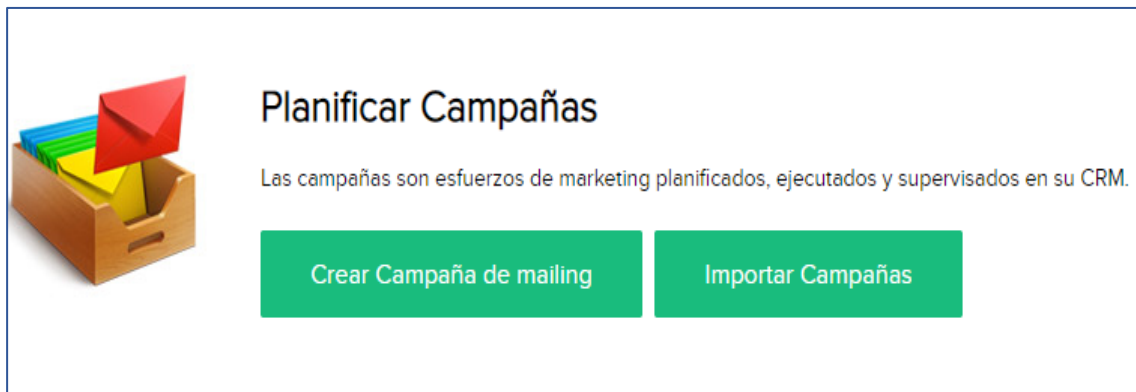 Planificar Campañas
Las campañas son esfuerzos de marketing planificados, ejecutados y supervisados en su CRM.
Crear Campaña de mailing
Importar Campañas